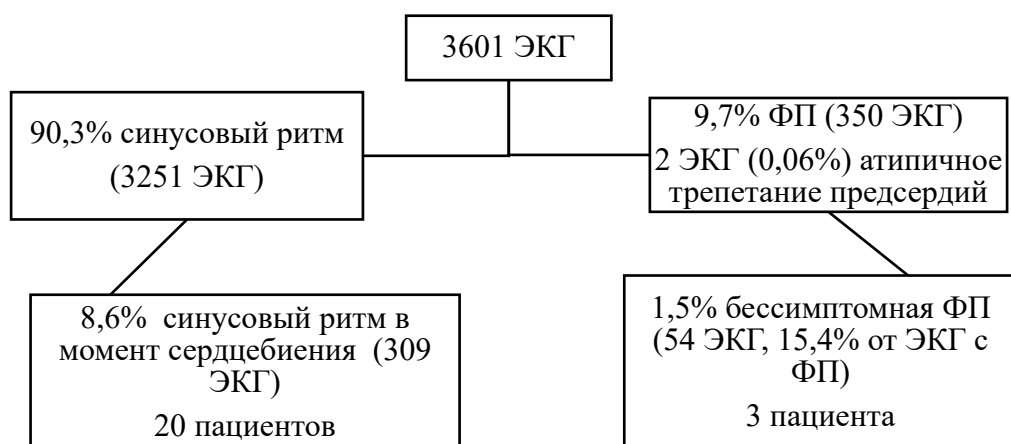 3601 ЭКГ
90,3% синусовый ритм
(3251 ЭКГ)
9,7% ФП (350 ЭКГ)
2 ЭКГ (0,06%) атипичное
трепетание предсердий
8,6% синусовый ритм в
момент сердцебиения (309
ЭКГ)
20 пациентов
1,5% бессимптомная ФП
(54 ЭКГ, 15,4% от ЭКГ с
ФП)
3 пациента